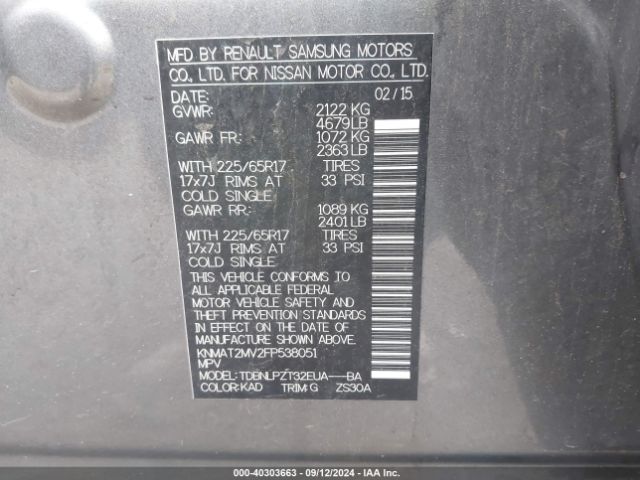 MFD BY RENAULT SAMSUNG MOTORS
CO., LTD. FOR NISSAN MOTOR CO., LTD.
DATE: 02/15
GVWR: 2122 KG
4679 LB
GAWR FR: 1072 KG
2363 LB
WITH 225/65R17 TIRES
17x7J RIMS AT 33 PSI
COLD SINGLE
GAWR RR: 1089 KG
2401 LB
WITH 225/65R17 TIRES
17x7J RIMS AT 33 PSI
COLD SINGLE
THIS VEHICLE CONFORMS TO
ALL APPLICABLE FEDERAL
MOTOR VEHICLE SAFETY AND
THEFT PREVENTION STANDARDS
IN EFFECT ON THE DATE OF
MANUFACTURE SHOWN ABOVE.
KNMAT2MV2FP538051
MPV
MODEL: TDBNLPZT32EUA---BA
COLOR: KAD TRIM: G ZS30A
000-40303663 - 09/12/2024 - IAAI.COM